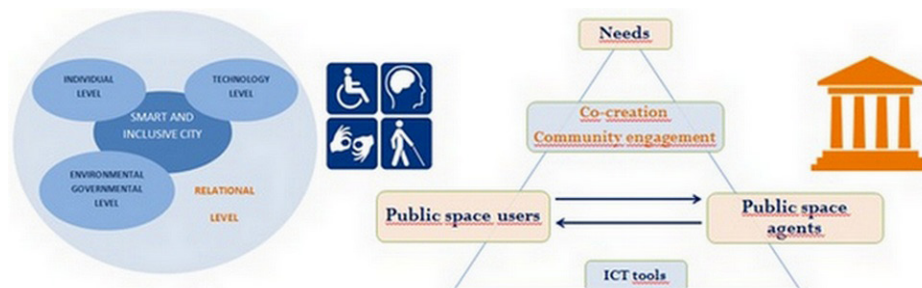 INDIVIDUAL
LEVEL
TECHNOLOGY
LEVEL
SMART AND
INCLUSIVE CITY
ENVIRONMENTAL
GOVERNMENTAL
LEVEL
RELATIONAL
LEVEL
Needs
Co-creation
Community engagement
Public space users
Public space
agents
ICT tools